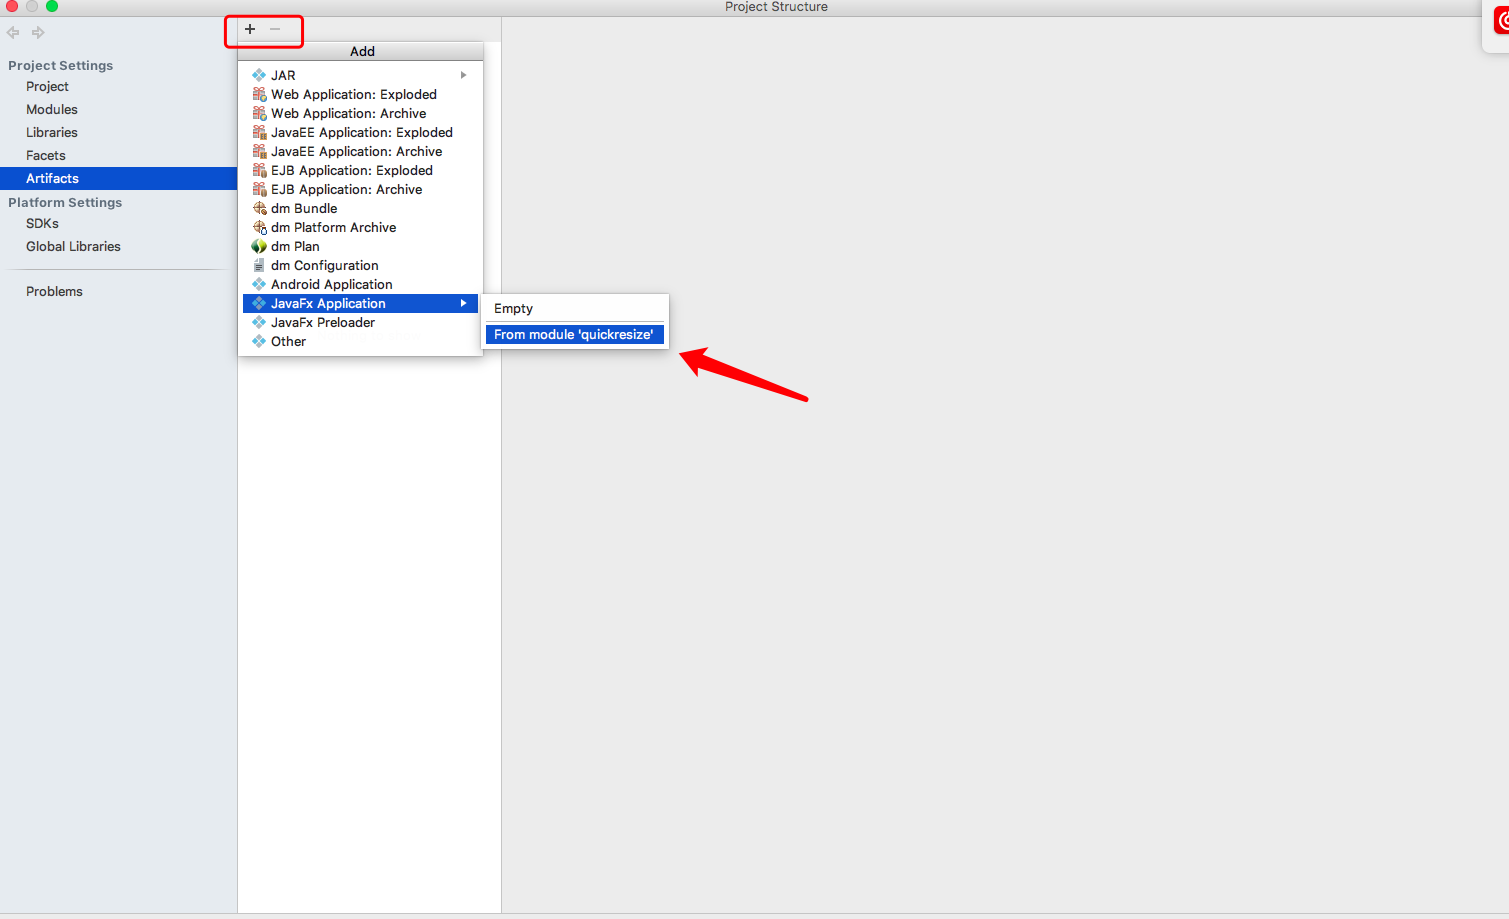 Project Structure
Project Settings
Project
Modules
Libraries
Facets
Artifacts
Platform Settings
SDKs
Global Libraries
Problems
Add
JAR
Web Application: Exploded
Web Application: Archive
JavaEE Application: Exploded
JavaEE Application: Archive
EJB Application: Exploded
EJB Application: Archive
dm Bundle
dm Platform Archive
dm Plan
dm Configuration
Android Application
JavaFx Application
JavaFx Preloader
Other
Empty
From module 'quickresize'